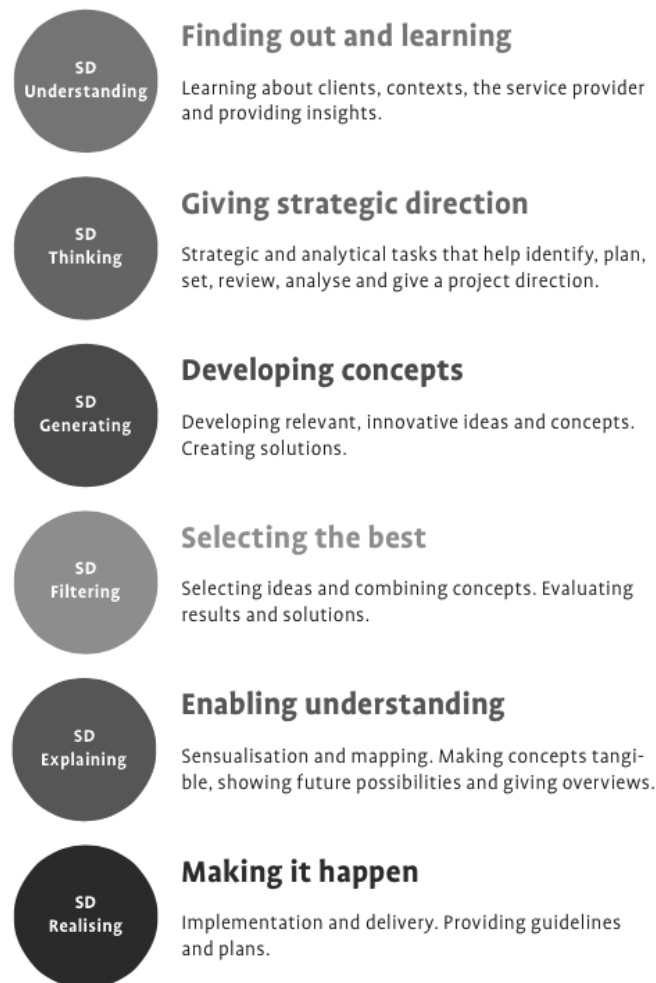 SD
Understanding
Finding out and learning
Learning about clients, contexts, the service provider
and providing insights.
SD
Thinking
Giving strategic direction
Strategic and analytical tasks that help identify, plan,
set, review, analyse and give a project direction.
SD
Generating
Developing concepts
Developing relevant, innovative ideas and concepts.
Creating solutions.
SD
Filtering
Selecting the best
Selecting ideas and combining concepts. Evaluating
results and solutions.
SD
Explaining
Enabling understanding
Sensualisation and mapping. Making concepts tangi-
ble, showing future possibilities and giving overviews.
SD
Realising
Making it happen
Implementation and delivery. Providing guidelines
and plans.